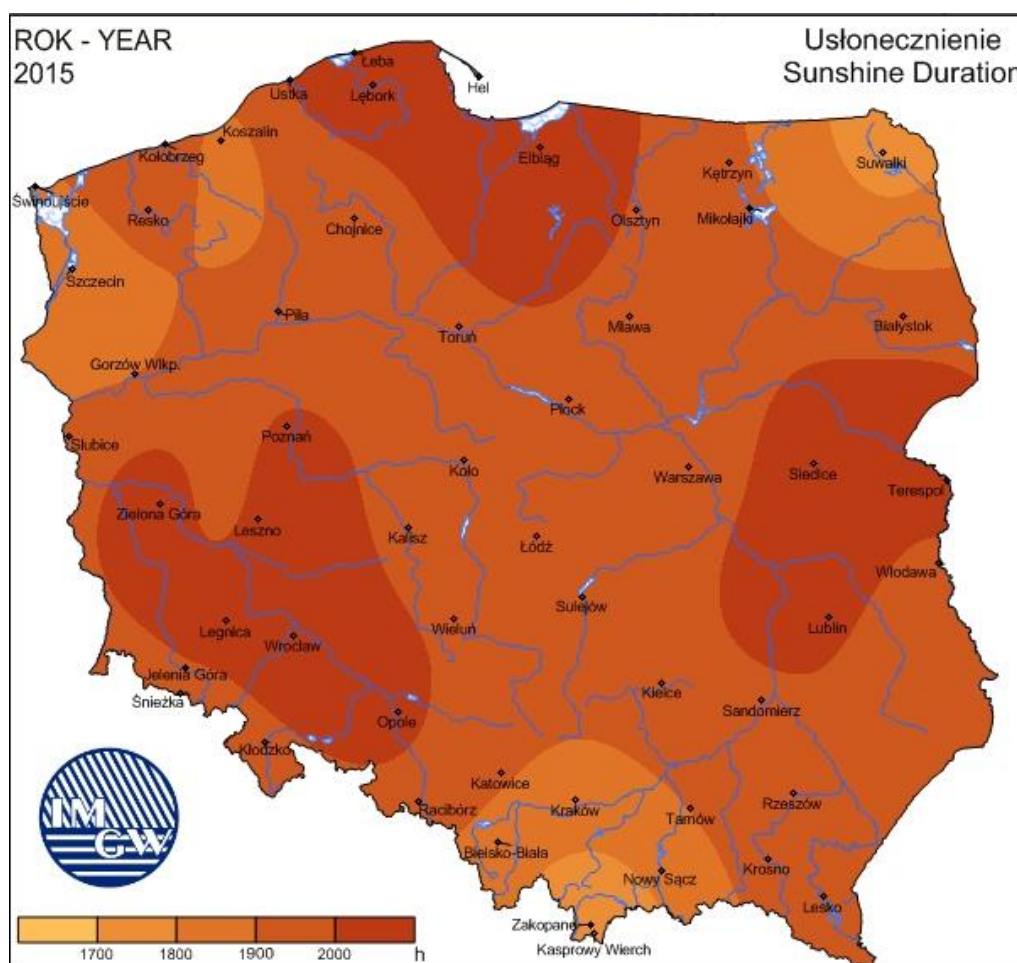 ROK - YEAR
2015
Usłonecznienie
Sunshine Duration
Łeba
Hel
Ustka
Lębork
Koszalin
Kołobrzeg
Elbląg
Suwałki
Kętrzyn
Świnoujście
Resko
Chojnice
Olsztyn
Mikołajki
Szczecin
Piła
Toruń
Mława
Białystok
Gorzów Wlkp.
Płock
Słubice
Poznań
Koło
Warszawa
Siedlce
Terespol
Zielona Góra
Leszno
Kalisz
Łódź
Włodawa
Sulejów
Legnica
Wrocław
Wieluń
Lublin
Jelenia Góra
Śnieżka
Kielce
Sandomierz
Opole
Kłodzko
Katowice
Kraków
Racibórz
Tarnów
Rzeszów
Bielsko-Biała
Nowy Sącz
Krosno
Lesko
Zakopane
Kasprowy Wierch
IM
GW
1700 1800 1900 2000 h